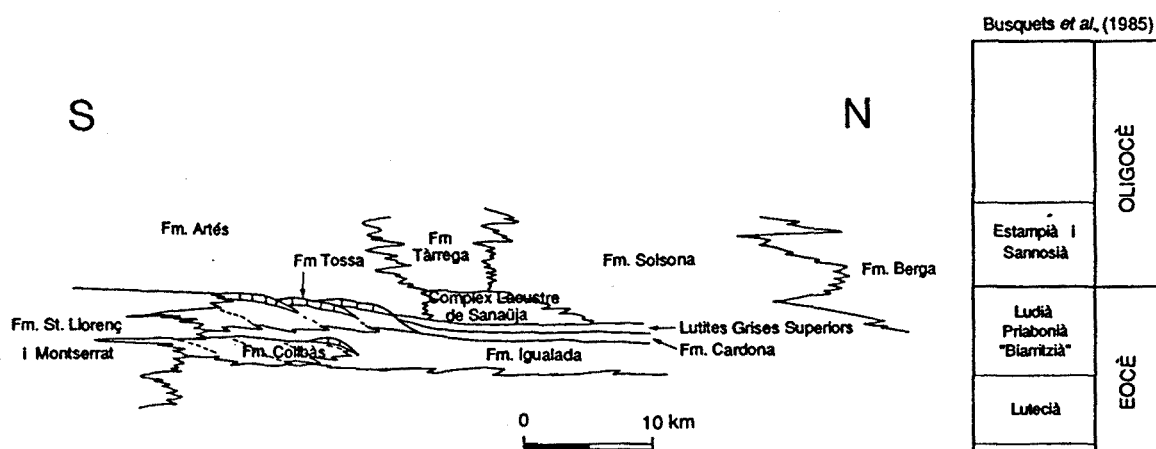 Busquets et al., (1985)
S
N
Fm. Artés
Fm
Tàrrega
Fm Tossa
Fm. Solsona
Fm. Berga
Complex Lacustre
de Sanaüja
Fm. St. Llorenç
i Montserrat
Fm. Collbàs
Fm. Igualada
Lutites Grises Superiors
Fm. Cardona
0
10 km
Estampià i
Sannosià
Ludià
Priabonià
"Biarritzià"
Lutecià
OLIGOCÈ
EOCÈ